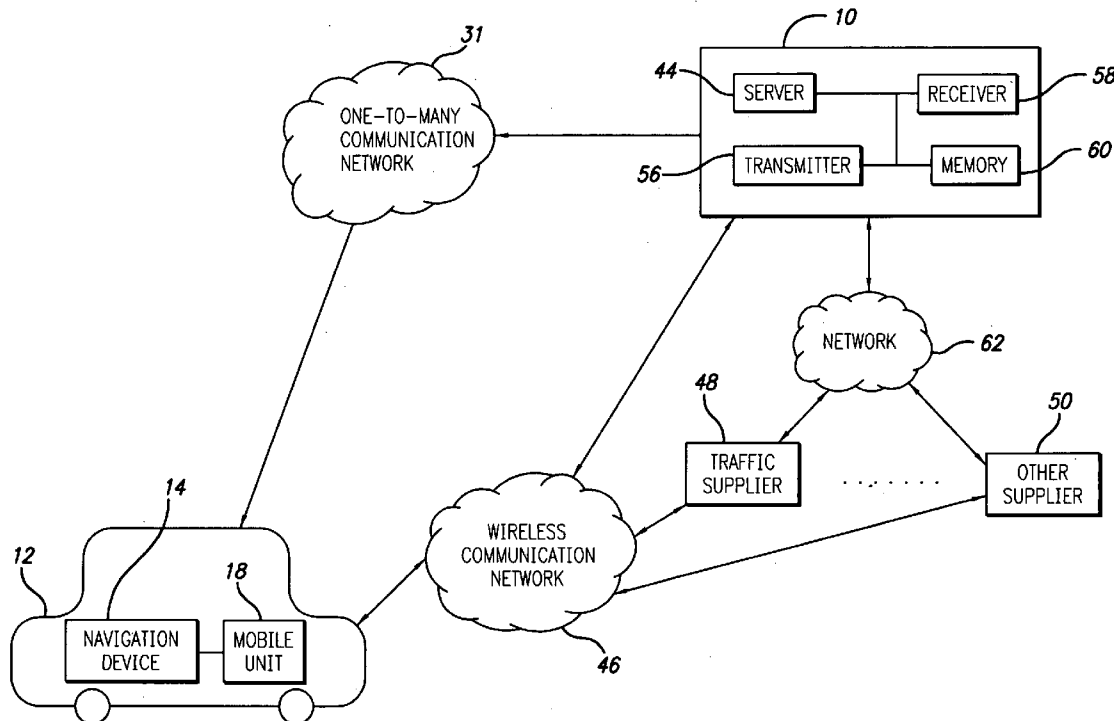 31
10
44
SERVER
RECEIVER
58
ONE-TO-MANY
COMMUNICATION
NETWORK
56
TRANSMITTER
MEMORY
60
NETWORK
62
48
TRAFFIC
SUPPLIER
50
OTHER
SUPPLIER
14
WIRELESS
COMMUNICATION
NETWORK
12
18
NAVIGATION
DEVICE
MOBILE
UNIT
46